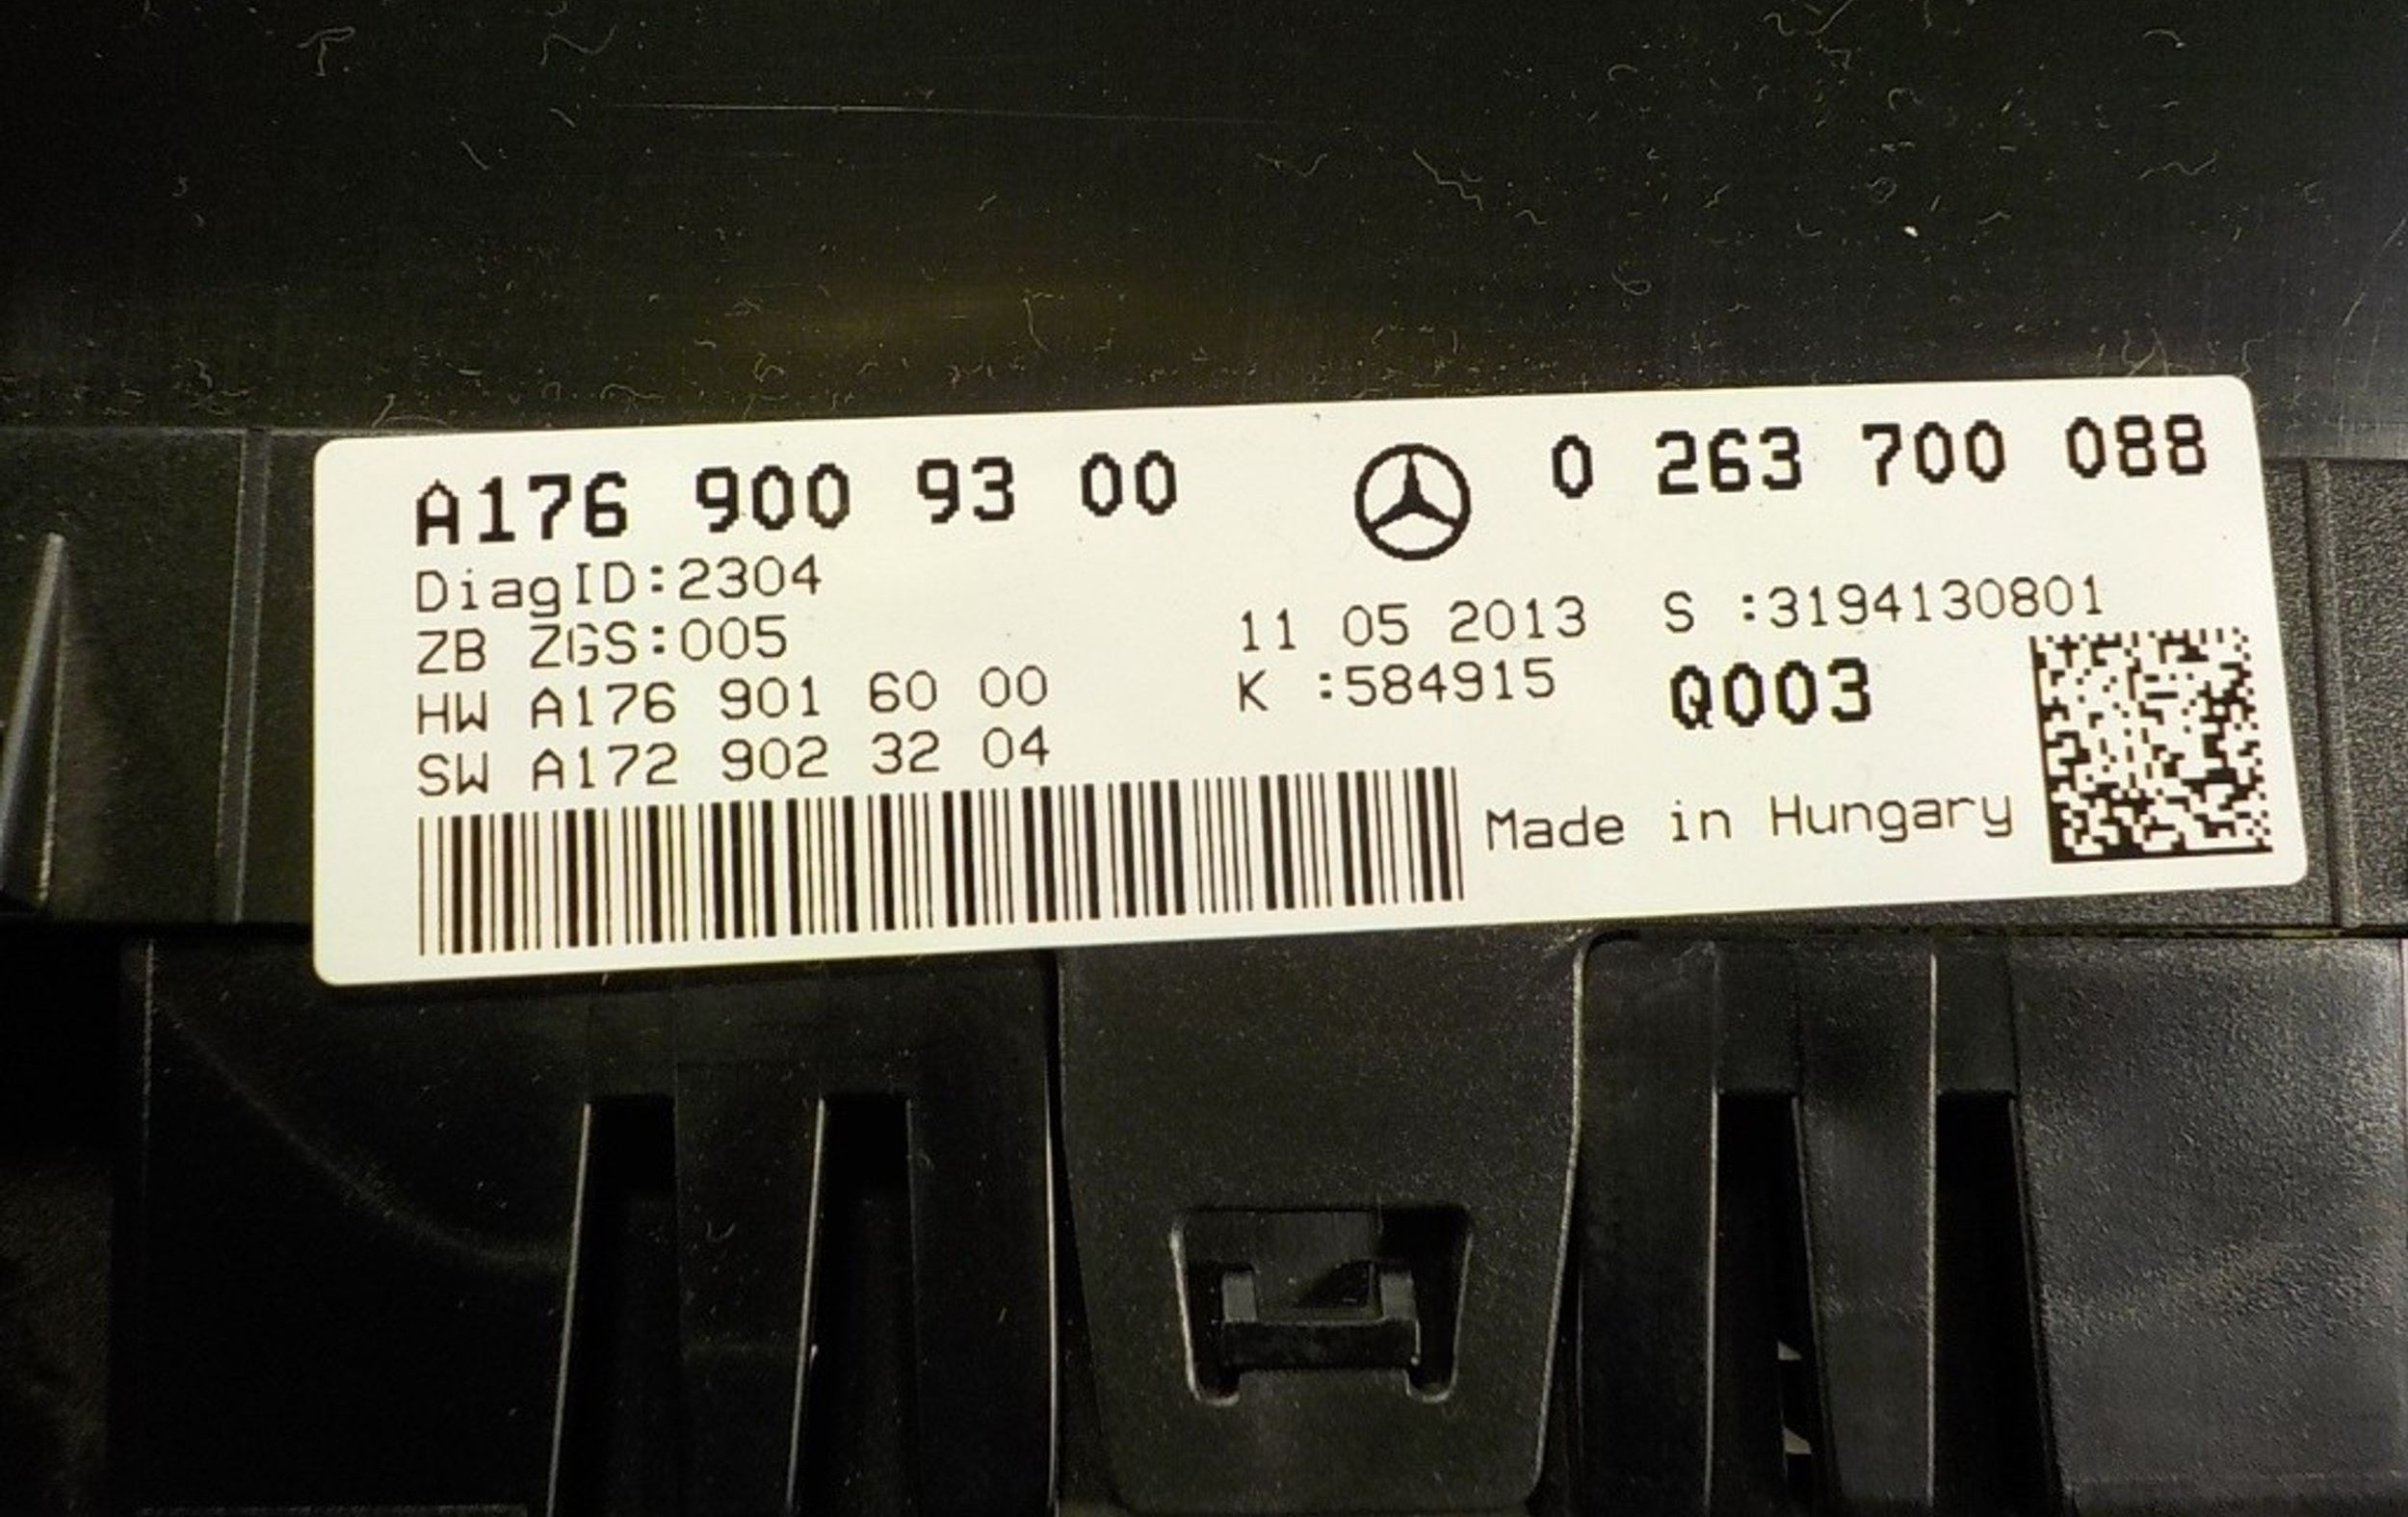 A176 900 93 00 0 263 700 088
DiagID:2304
ZB ZGS:005 11 05 2013 S :3194130801
HW A176 901 60 00 K :584915 Q003
SW A172 902 32 04
Made in Hungary